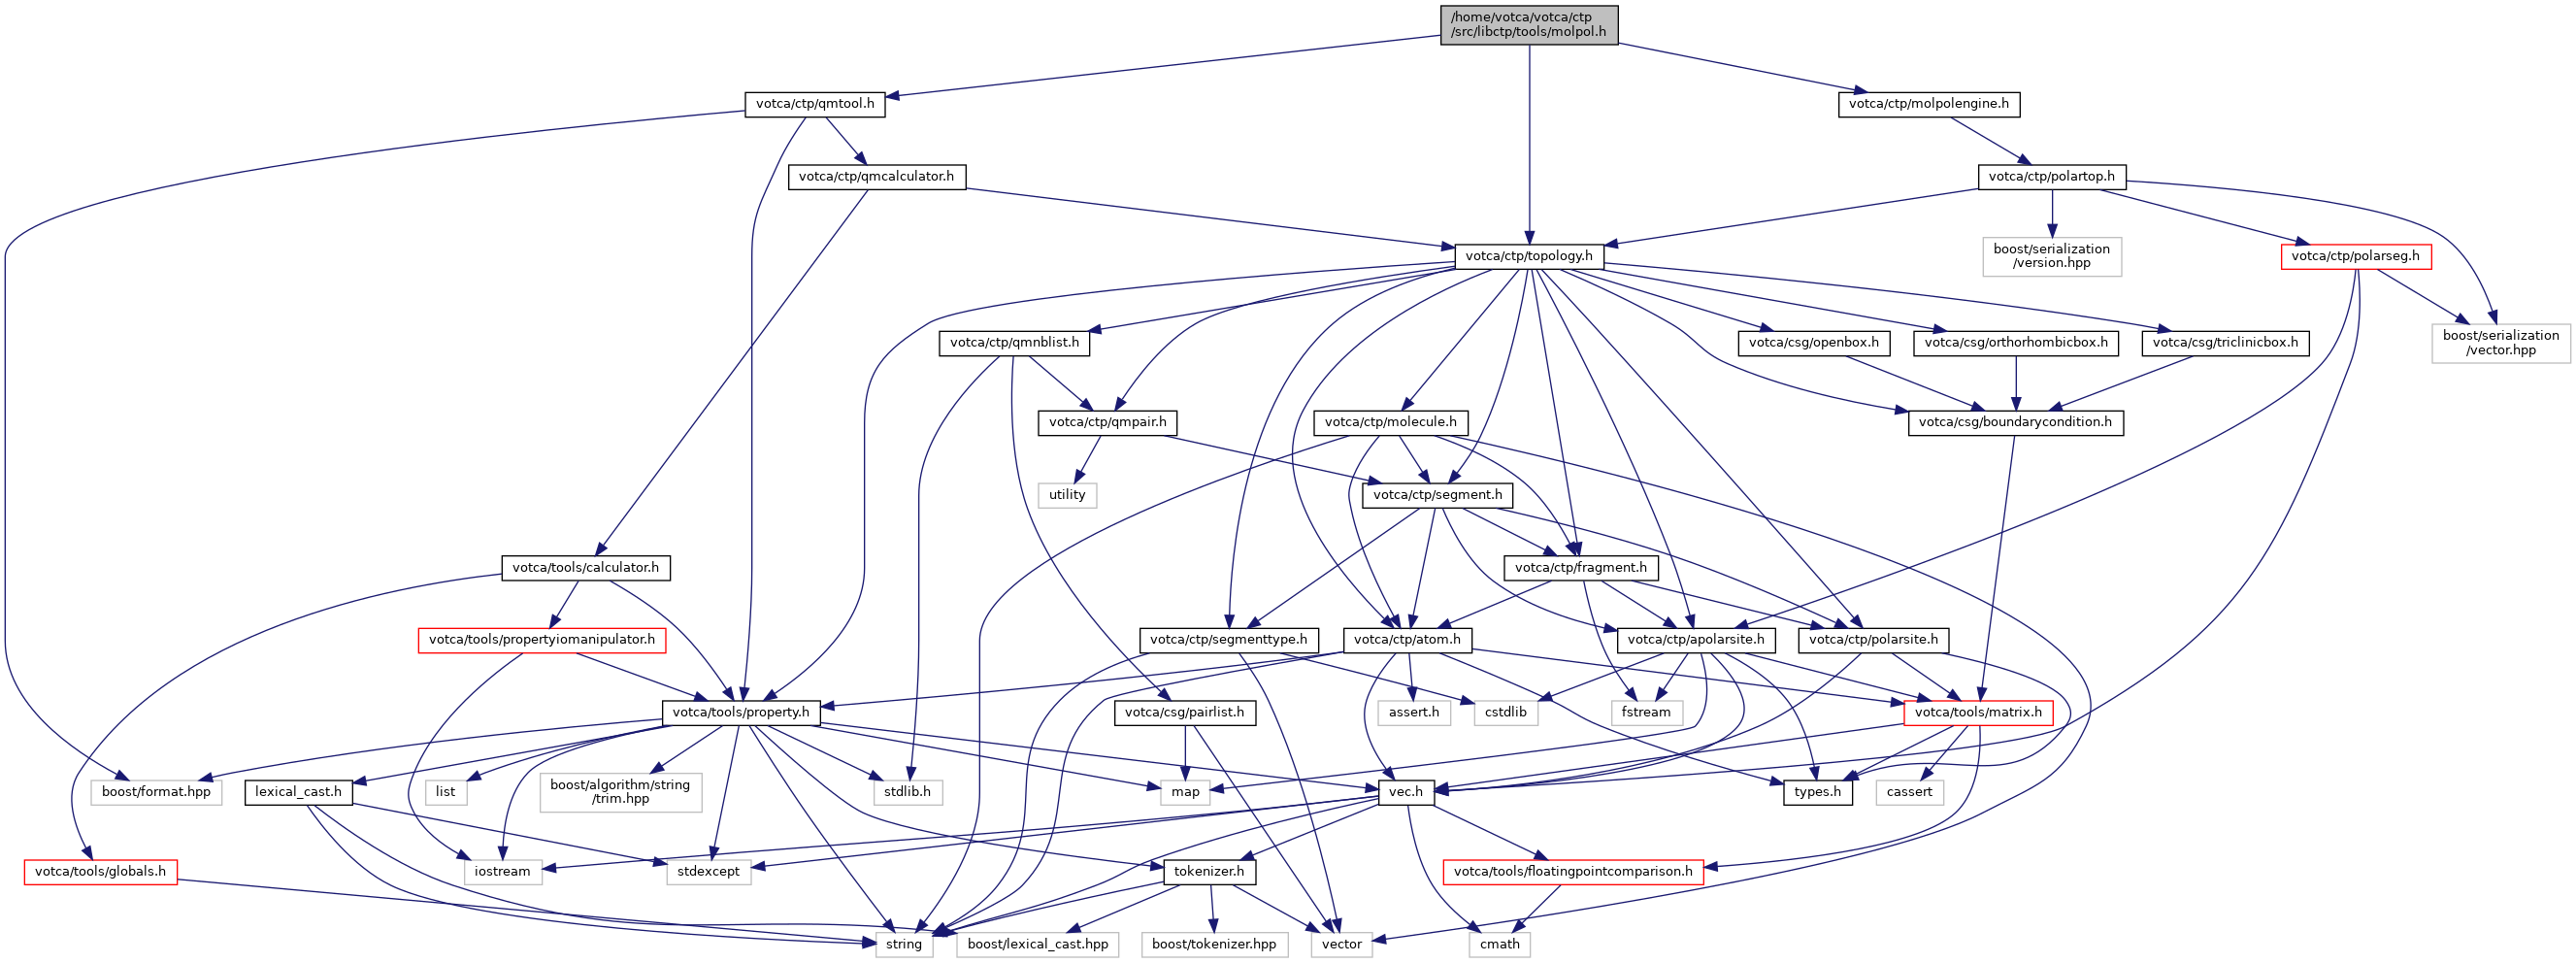 /home/votca/votca/ctp
/src/libctp/tools/molpol.h
votca/ctp/qmtool.h
votca/ctp/molpolengine.h
votca/ctp/qmcalculator.h
votca/ctp/polartop.h
votca/ctp/topology.h
boost/serialization
/version.hpp
votca/ctp/polarseg.h
votca/ctp/qmnblist.h
votca/csg/openbox.h
votca/csg/orthorhombicbox.h
votca/csg/triclinicbox.h
boost/serialization
/vector.hpp
votca/ctp/qmpair.h
votca/ctp/molecule.h
votca/csg/boundarycondition.h
utility
votca/ctp/segment.h
votca/tools/calculator.h
votca/ctp/fragment.h
votca/tools/propertyiomanipulator.h
votca/ctp/segmenttype.h
votca/ctp/atom.h
votca/ctp/apolarsite.h
votca/ctp/polarsite.h
votca/tools/property.h
votca/csg/pairlist.h
assert.h
cstdlib
fstream
votca/tools/matrix.h
boost/format.hpp
lexical_cast.h
list
boost/algorithm/string
/trim.hpp
stdlib.h
map
vec.h
types.h
cassert
votca/tools/globals.h
iostream
stdexcept
tokenizer.h
votca/tools/floatingpointcomparison.h
string
boost/lexical_cast.hpp
boost/tokenizer.hpp
vector
cmath